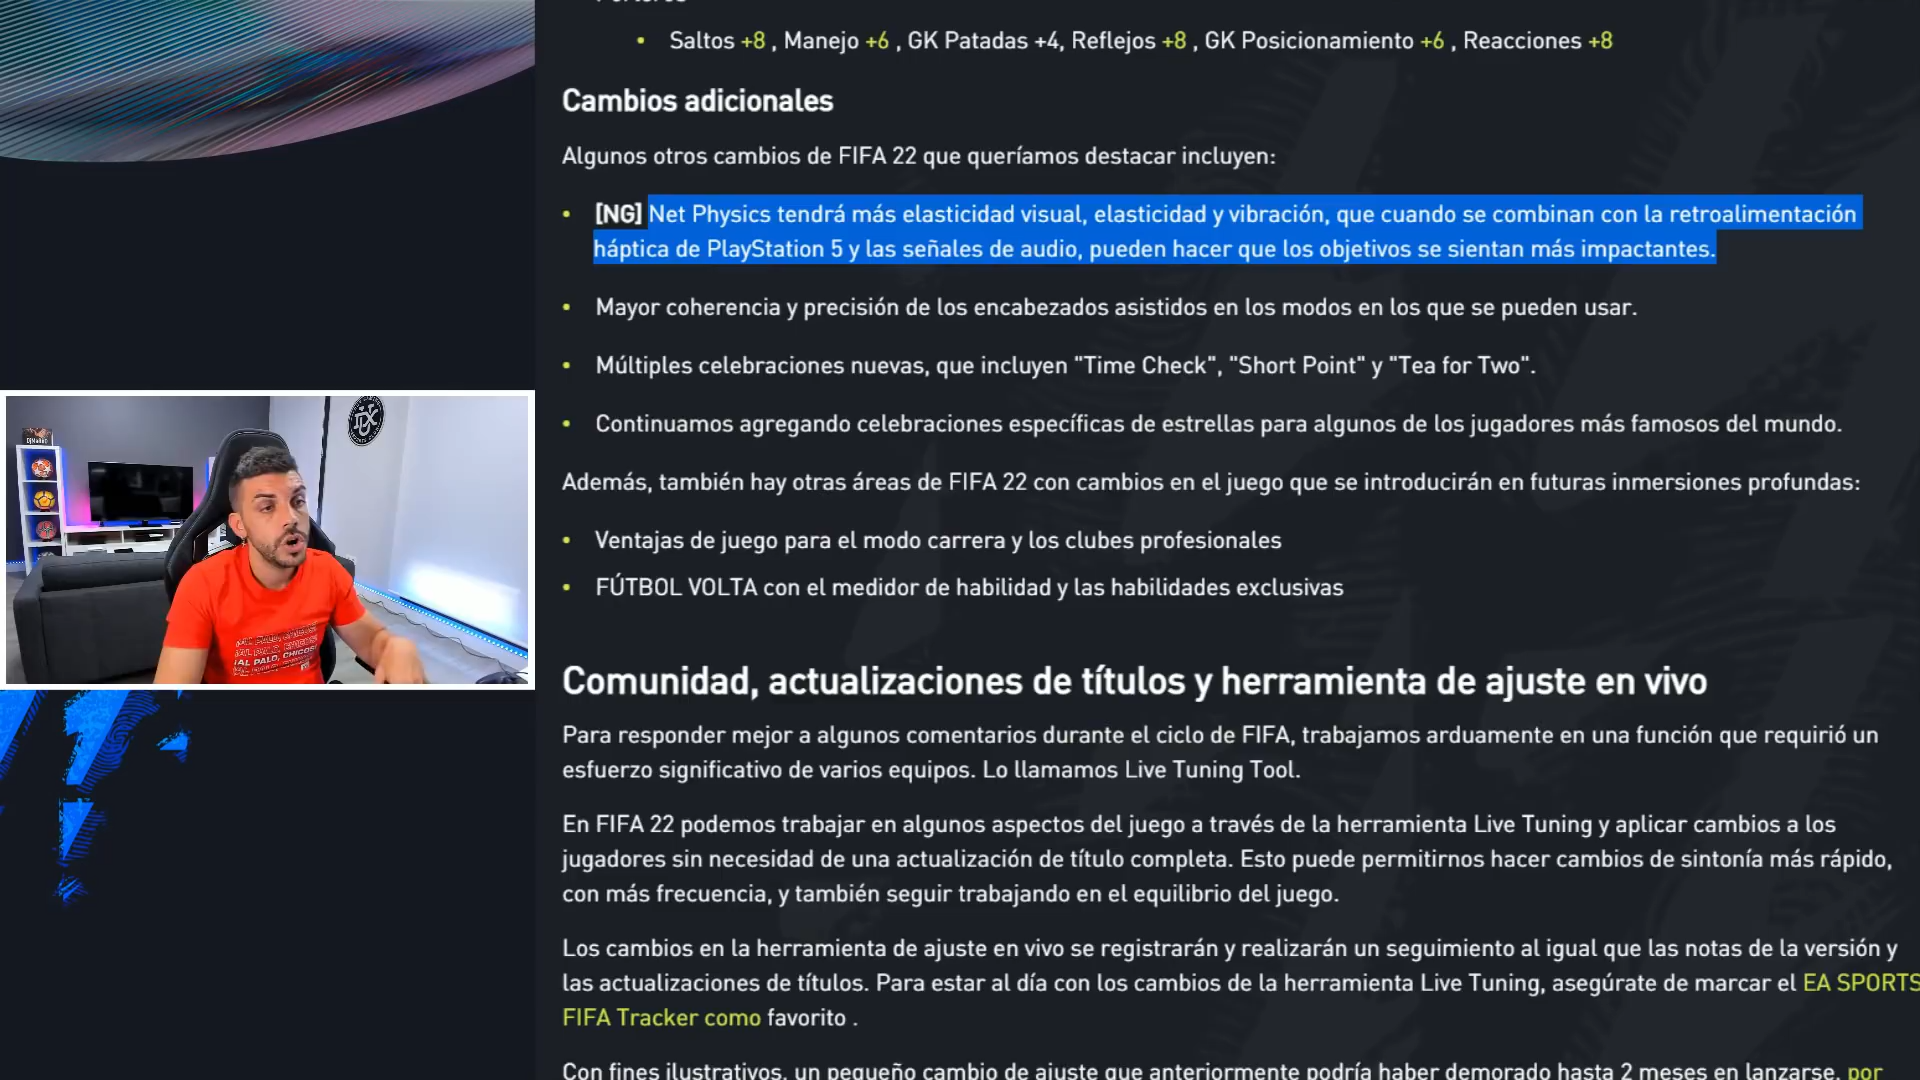 Saltos +8 , Manejo +6 , GK Patadas +4, Reflejos +8 , GK Posicionamiento +6 , Reacciones +8
Cambios adicionales
Algunos otros cambios de FIFA 22 que queríamos destacar incluyen:
[NG] Net Physics tendrá más elasticidad visual, elasticidad y vibración, que cuando se combinan con la retroalimentación
háptica de PlayStation 5 y las señales de audio, pueden hacer que los objetivos se sientan más impactantes.
Mayor coherencia y precisión de los encabezados asistidos en los modos en los que se pueden usar.
Múltiples celebraciones nuevas, que incluyen "Time Check", "Short Point" y "Tea for Two".
Continuamos agregando celebraciones específicas de estrellas para algunos de los jugadores más famosos del mundo.
Además, también hay otras áreas de FIFA 22 con cambios en el juego que se introducirán en futuras inmersiones profundas:
Ventajas de juego para el modo carrera y los clubes profesionales
FÚTBOL VOLTA con el medidor de habilidad y las habilidades exclusivas
Comunidad, actualizaciones de títulos y herramienta de ajuste en vivo
Para responder mejor a algunos comentarios durante el ciclo de FIFA, trabajamos arduamente en una función que requirió un
esfuerzo significativo de varios equipos. Lo llamamos Live Tuning Tool.
En FIFA 22 podemos trabajar en algunos aspectos del juego a través de la herramienta Live Tuning y aplicar cambios a los
jugadores sin necesidad de una actualización de título completa. Esto puede permitirnos hacer cambios de sintonía más rápido,
con más frecuencia, y también seguir trabajando en el equilibrio del juego.
Los cambios en la herramienta de ajuste en vivo se registrarán y realizarán un seguimiento al igual que las notas de la versión y
las actualizaciones de títulos. Para estar al día con los cambios de la herramienta Live Tuning, asegúrate de marcar el EA SPORTS
FIFA Tracker como favorito .
Con fines ilustrativos, un pequeño cambio de ajuste que anteriormente podría haber demorado hasta 2 meses en lanzarse, por
¡AL PALO, CHICOS!
¡AL PALO, CHICOS!
¡AL PALO, CHICOS!